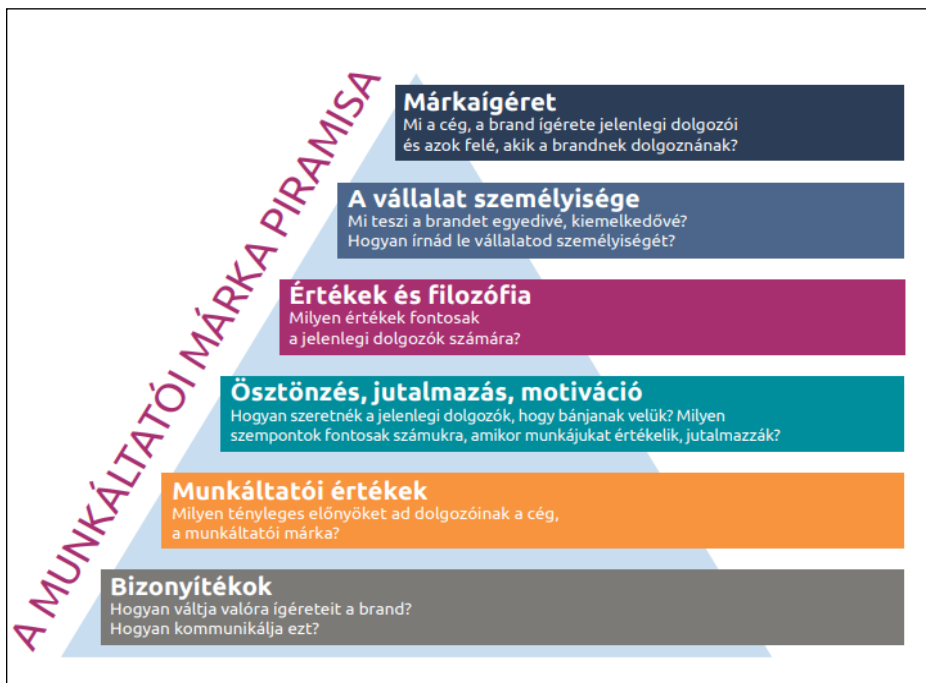 A MUNKÁLTATÓI MÁRKA PIRAMISA
Márkaígéret
Mi a cég, a brand ígérete jelenlegi dolgozói
és azok felé, akik a brandnek dolgoznának?
A vállalat személyisége
Mi teszi a brandet egyedivé, kiemelkedővé?
Hogyan írnád le vállalatod személyiségét?
Értékek és filozófia
Milyen értékek fontosak
a jelenlegi dolgozók számára?
Ösztönzés, jutalmazás, motiváció
Hogyan szeretnék a jelenlegi dolgozók, hogy bánjanak velük? Milyen
szempontok fontosak számukra, amikor munkájukat értékelik, jutalmazzák?
Munkáltatói értékek
Milyen tényleges előnyöket ad dolgozóinak a cég,
a munkáltatói márka?
Bizonyítékok
Hogyan váltja valóra ígéreteit a brand?
Hogyan kommunikálja ezt?